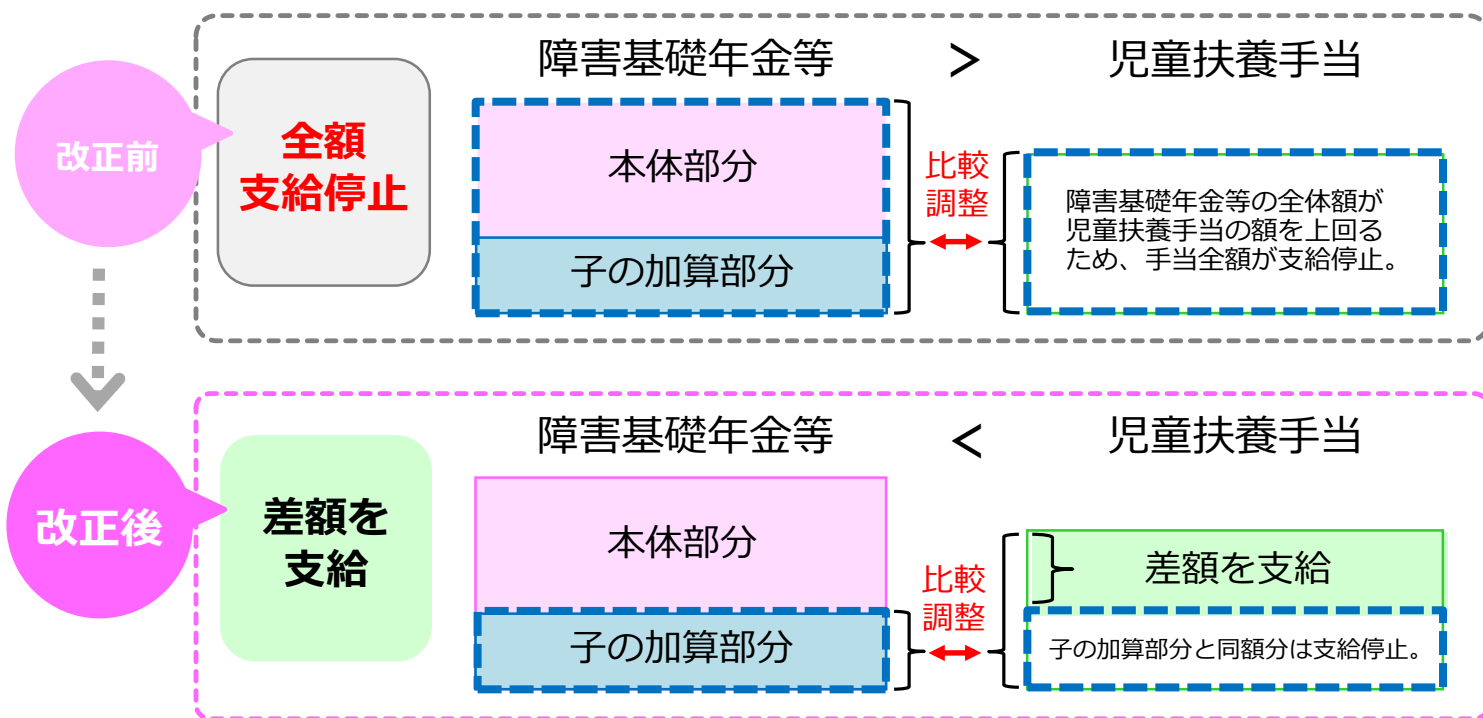 改正前
全額
支給停止
障害基礎年金等
>
児童扶養手当
本体部分
子の加算部分
比較
調整
障害基礎年金等の全体額が
児童扶養手当の額を上回る
ため、手当全額が支給停止。
改正後
差額を
支給
障害基礎年金等
<
児童扶養手当
本体部分
子の加算部分
比較
調整
差額を支給
子の加算部分と同額分は支給停止。